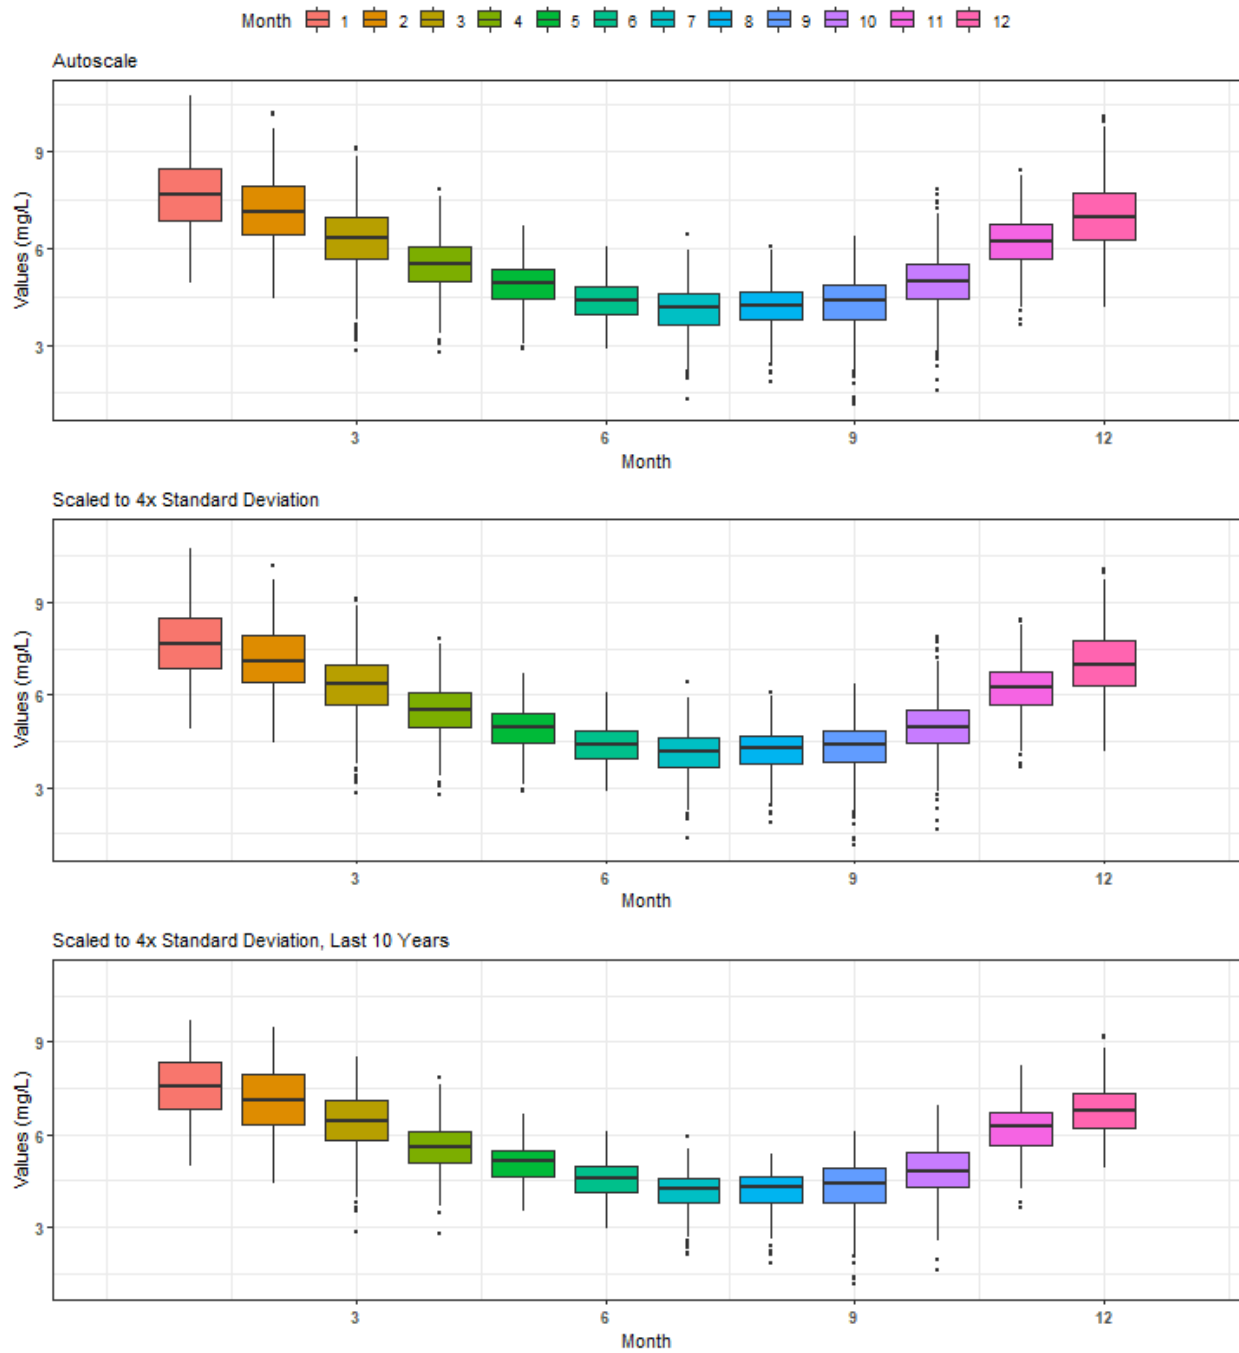 Month 1 2 3 4 5 6 7 8 9 10 11 12
Autoscale
Values (mg/L)
9
6
3
3 6 9 12
Month
Scaled to 4x Standard Deviation
Values (mg/L)
9
6
3
3 6 9 12
Month
Scaled to 4x Standard Deviation, Last 10 Years
Values (mg/L)
9
6
3
3 6 9 12
Month